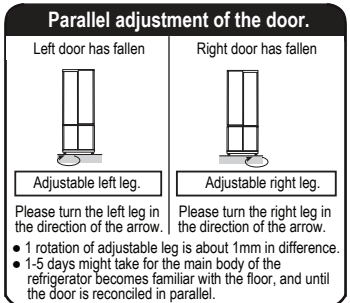 Parallel adjustment of the door.
Left door has fallen
Adjustable left leg.
Please turn the left leg in
the direction of the arrow.
Right door has fallen
Adjustable right leg.
Please turn the right leg in
the direction of the arrow.
● 1 rotation of adjustable leg is about 1mm in difference.
● 1-5 days might take for the main body of the
refrigerator becomes familiar with the floor, and until
the door is reconciled in parallel.